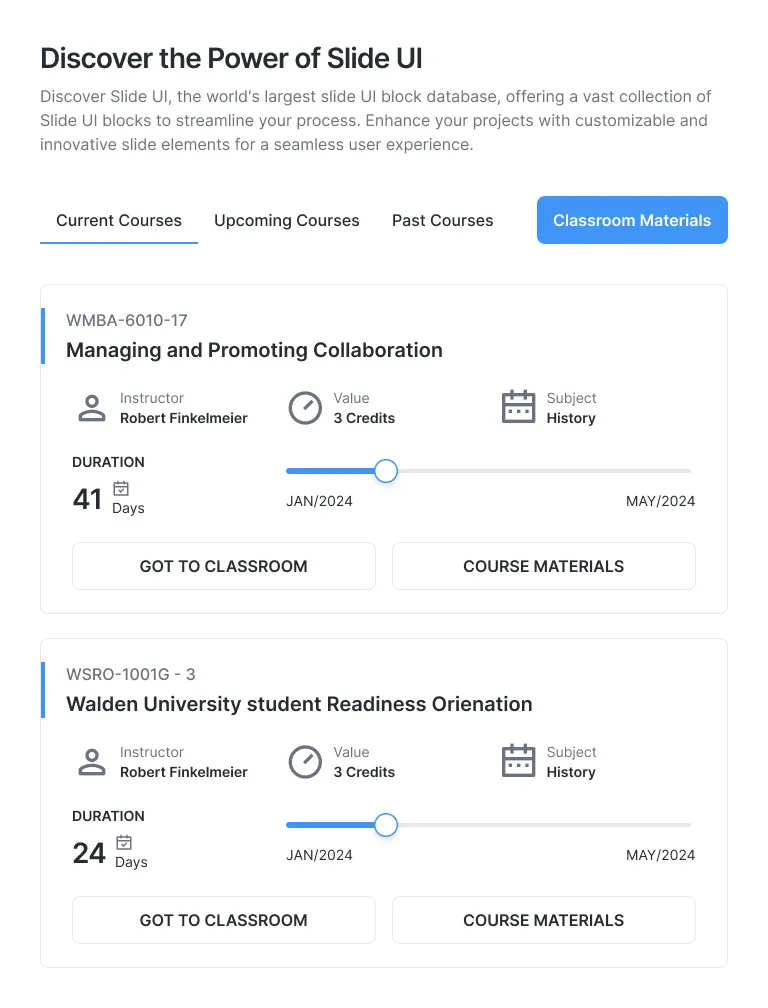 Discover the Power of Slide UI
Discover Slide UI, the world's largest slide UI block database, offering a vast collection of
Slide UI blocks to streamline your process. Enhance your projects with customizable and
innovative slide elements for a seamless user experience.
Current Courses Upcoming Courses Past Courses Classroom Materials
WMBA-6010-17
Managing and Promoting Collaboration
Instructor Value Subject
Robert Finkelmeier 3 Credits History
DURATION
41 Days
JAN/2024 MAY/2024
GOT TO CLASSROOM COURSE MATERIALS
WSRO-1001G - 3
Walden University student Readiness Orienation
Instructor Value Subject
Robert Finkelmeier 3 Credits History
DURATION
24 Days
JAN/2024 MAY/2024
GOT TO CLASSROOM COURSE MATERIALS